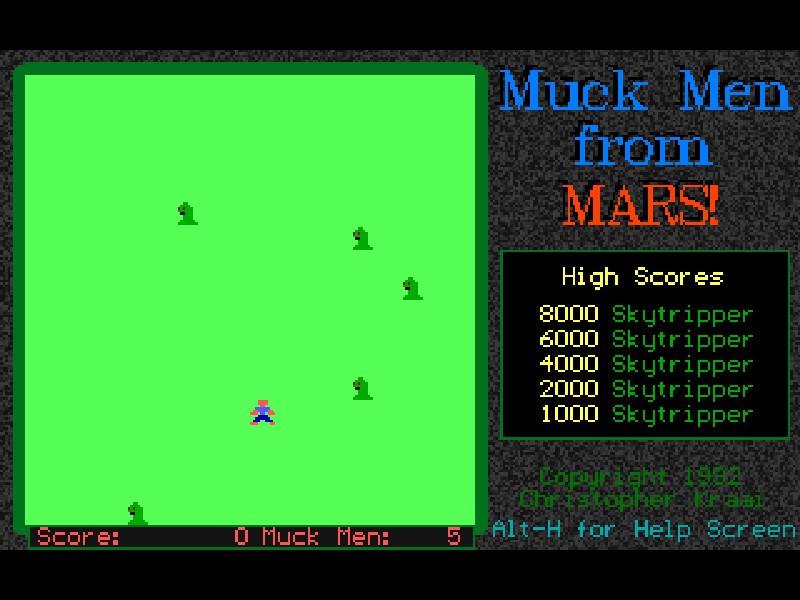 Muck Men
from
MARS!
High Scores
8000 Skytripper
6000 Skytripper
4000 Skytripper
2000 Skytripper
1000 Skytripper
Copyright 1992
Christopher Kraai
Alt-H for Help Screen
Score: 0 Muck Men: 5